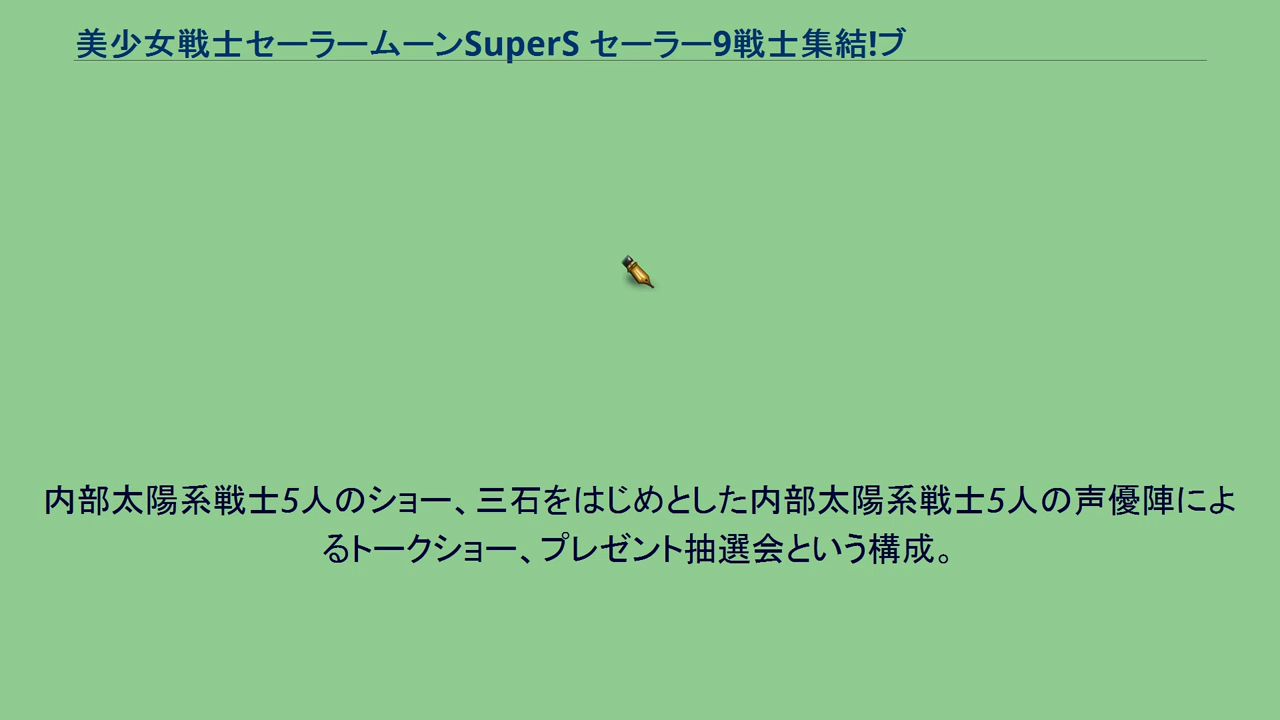 美少女戦士セーラームーンSuperS セーラー9戦士集結!ブ
内部太陽系戦士5人のショー、三石をはじめとした内部太陽系戦士5人の声優陣によ
るトークショー、プレゼント抽選会という構成。